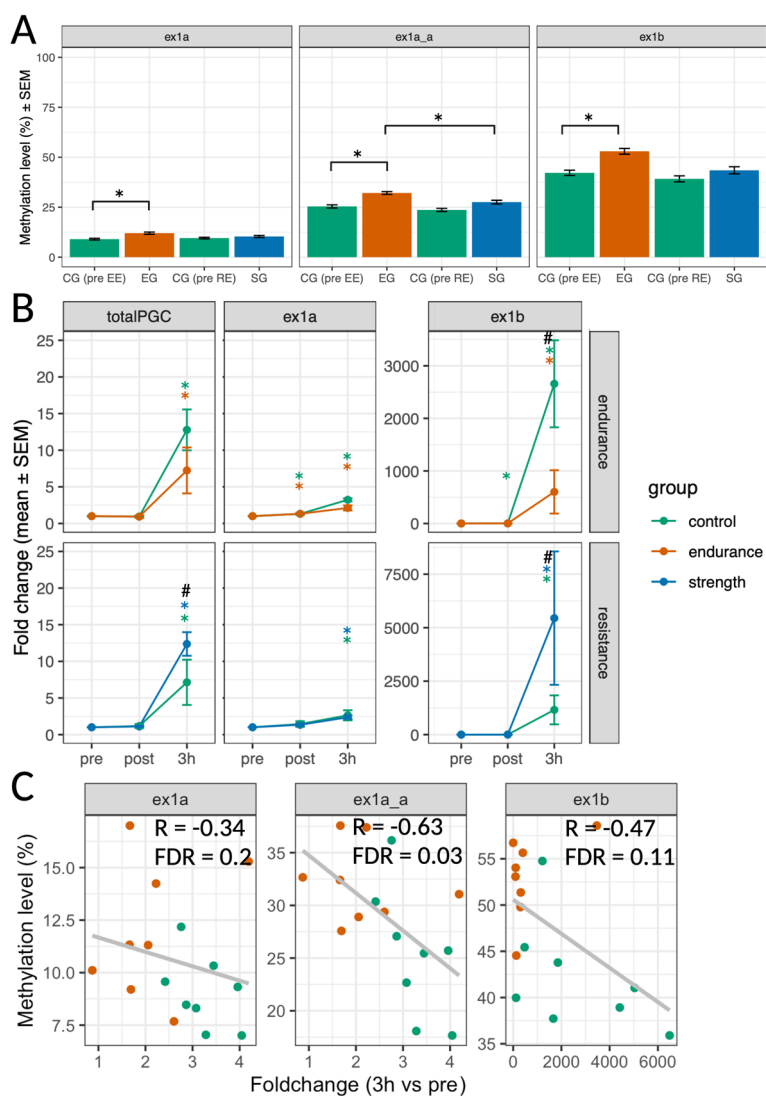 A
ex1a ex1a_a ex1b
Methylation level (%) ± SEM
100
75
50
25
0
* * * *
CG (pre EE) EG CG (pre RE) SG CG (pre EE) EG CG (pre RE) SG CG (pre EE) EG CG (pre RE) SG
B
totalPGC ex1a ex1b
Fold change (mean ± SEM)
25
20
15
10
5
0
3000
2000
1000
0
* * * * * * # * * *
endurance
25
20
15
10
5
0
7500
5000
2500
0
# * * * * # * *
resistance
pre post 3h pre post 3h pre post 3h
group
control
endurance
strength
C
ex1a ex1a_a ex1b
Methylation level (%)
R = -0.34 R = -0.63 R = -0.47
FDR = 0.2 FDR = 0.03 FDR = 0.11
15.0
12.5
10.0
7.5
35
30
25
20
55
50
45
40
35
1 2 3 4 1 2 3 4 0 2000 4000 6000
Foldchange (3h vs pre)